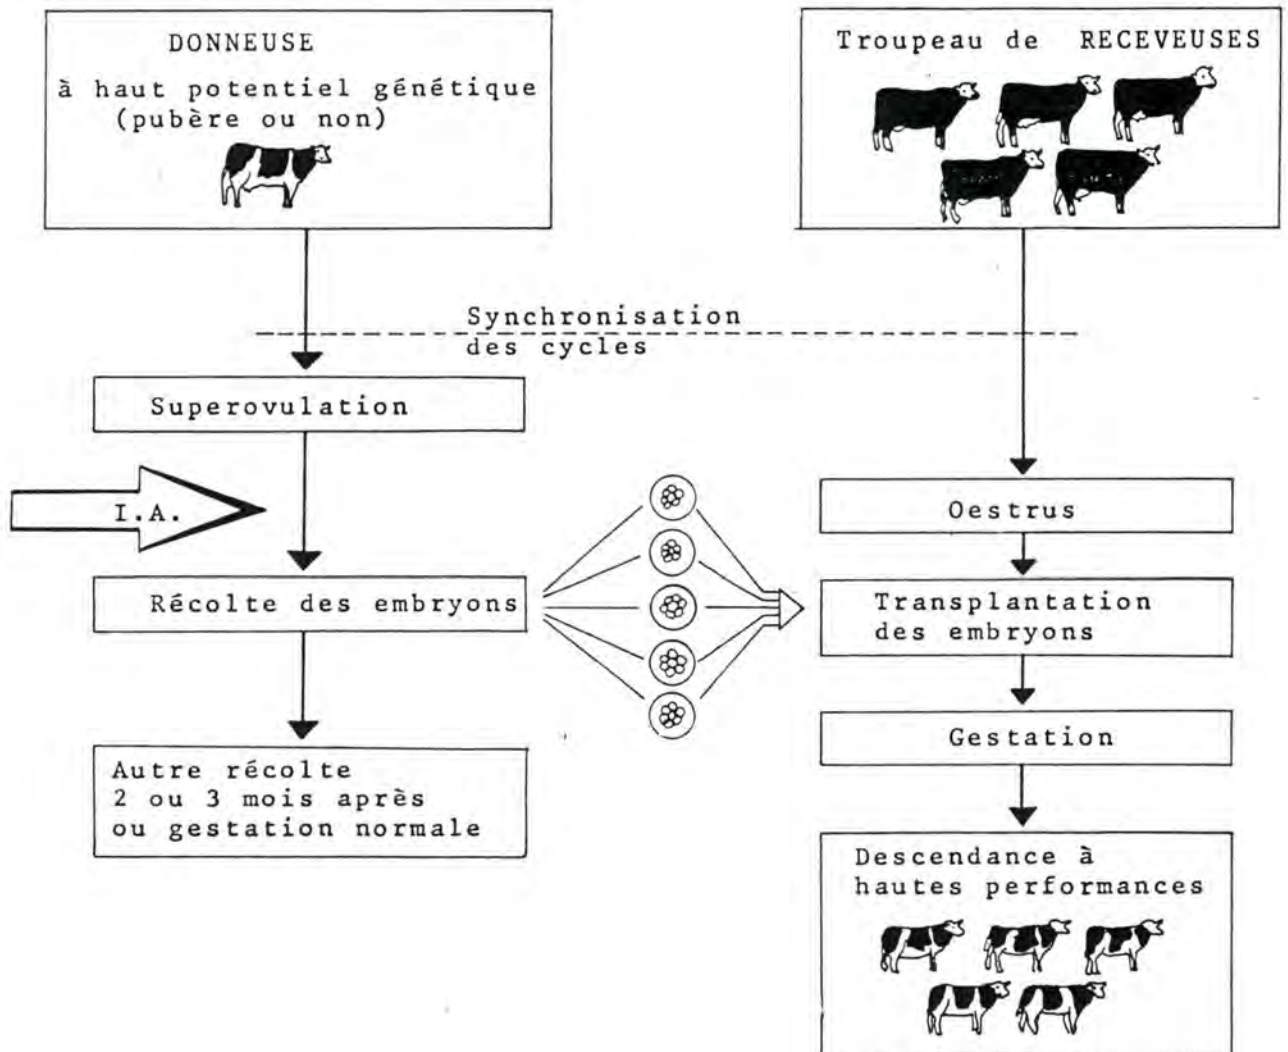 DONNEUSE
à haut potentiel génétique
(pubère ou non)
Troupeau de RECEVEUSES
Synchronisation
des cycles
Superovulation
I.A.
Récolte des embryons
Autre récolte
2 ou 3 mois après
ou gestation normale
Oestrus
Transplantation
des embryons
Gestation
Descendance à
hautes performances